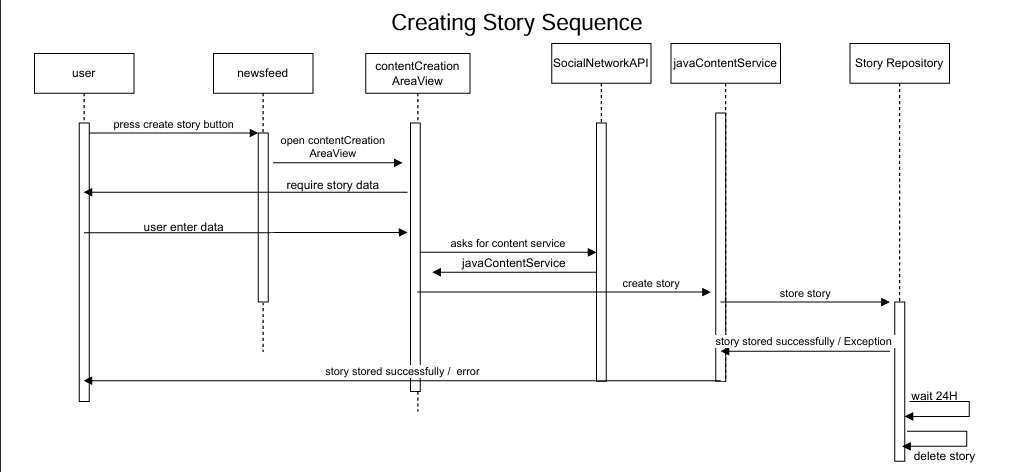 Creating Story Sequence
user
newsfeed
contentCreation
AreaView
SocialNetworkAPI
javaContentService
Story Repository
press create story button
open contentCreation
AreaView
require story data
user enter data
asks for content service
javaContentService
create story
store story
story stored successfully / Exception
story stored successfully /  error
wait 24H
delete story